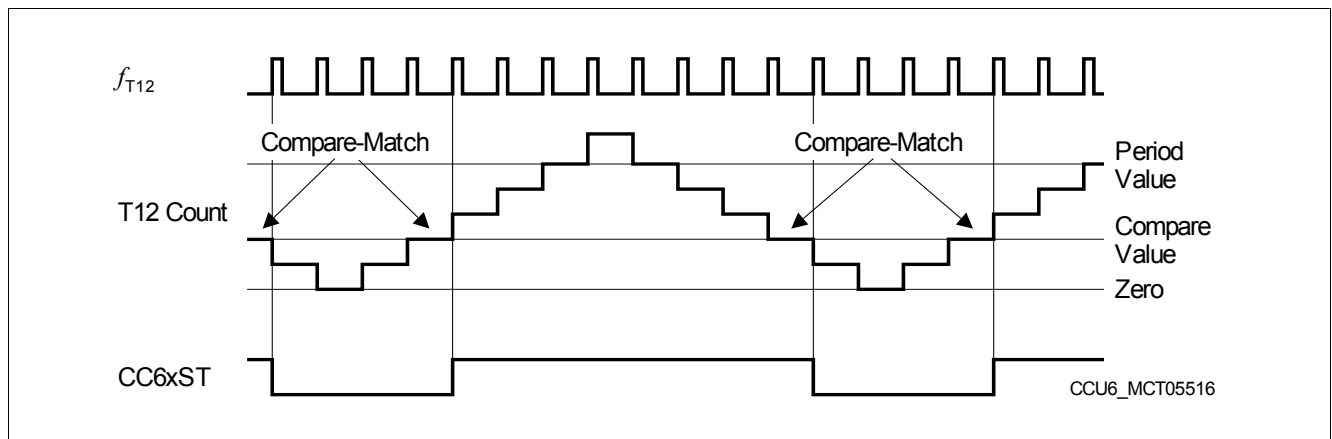 fT12
Compare-Match
Compare-Match
Period
Value
T12 Count
Compare
Value
Zero
CC6xST
CCU6_MCT05516